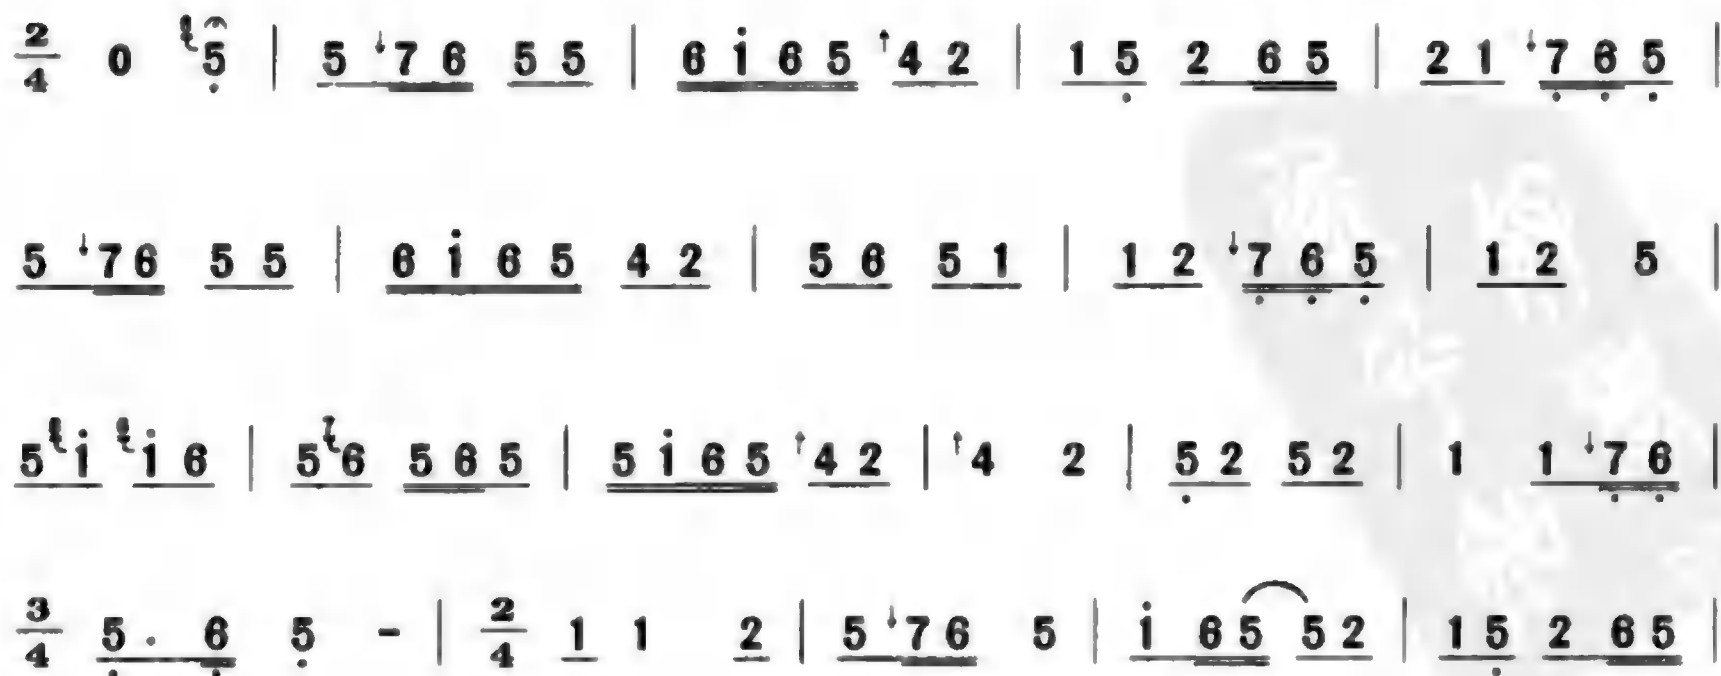 2/4 0 5̣ | 5 ↓7 6 5 5 | 6 i 6 5 ↑4 2 | 1 5̣ 2 6 5 | 2 1 ↓7̣ 6̣ 5̣ |
5 ↓7 6 5 5 | 6 i 6 5 4 2 | 5 6 5 1 | 1 2 ↓7̣ 6̣ 5̣ | 1 2 5 |
5 i i 6 | 5 7 6 5 6 5 | 5 i 6 5 ↑4 2 | ↑4 2 | 5̣ 2 5 2 | 1 1 ↓7̣ 6̣ |
3/4 5̣ · 6̣ 5̣ - | 2/4 1 1 2 | 5 ↓7 6 5 | i 6 5 5 2 | 1 5̣ 2 6 5 |